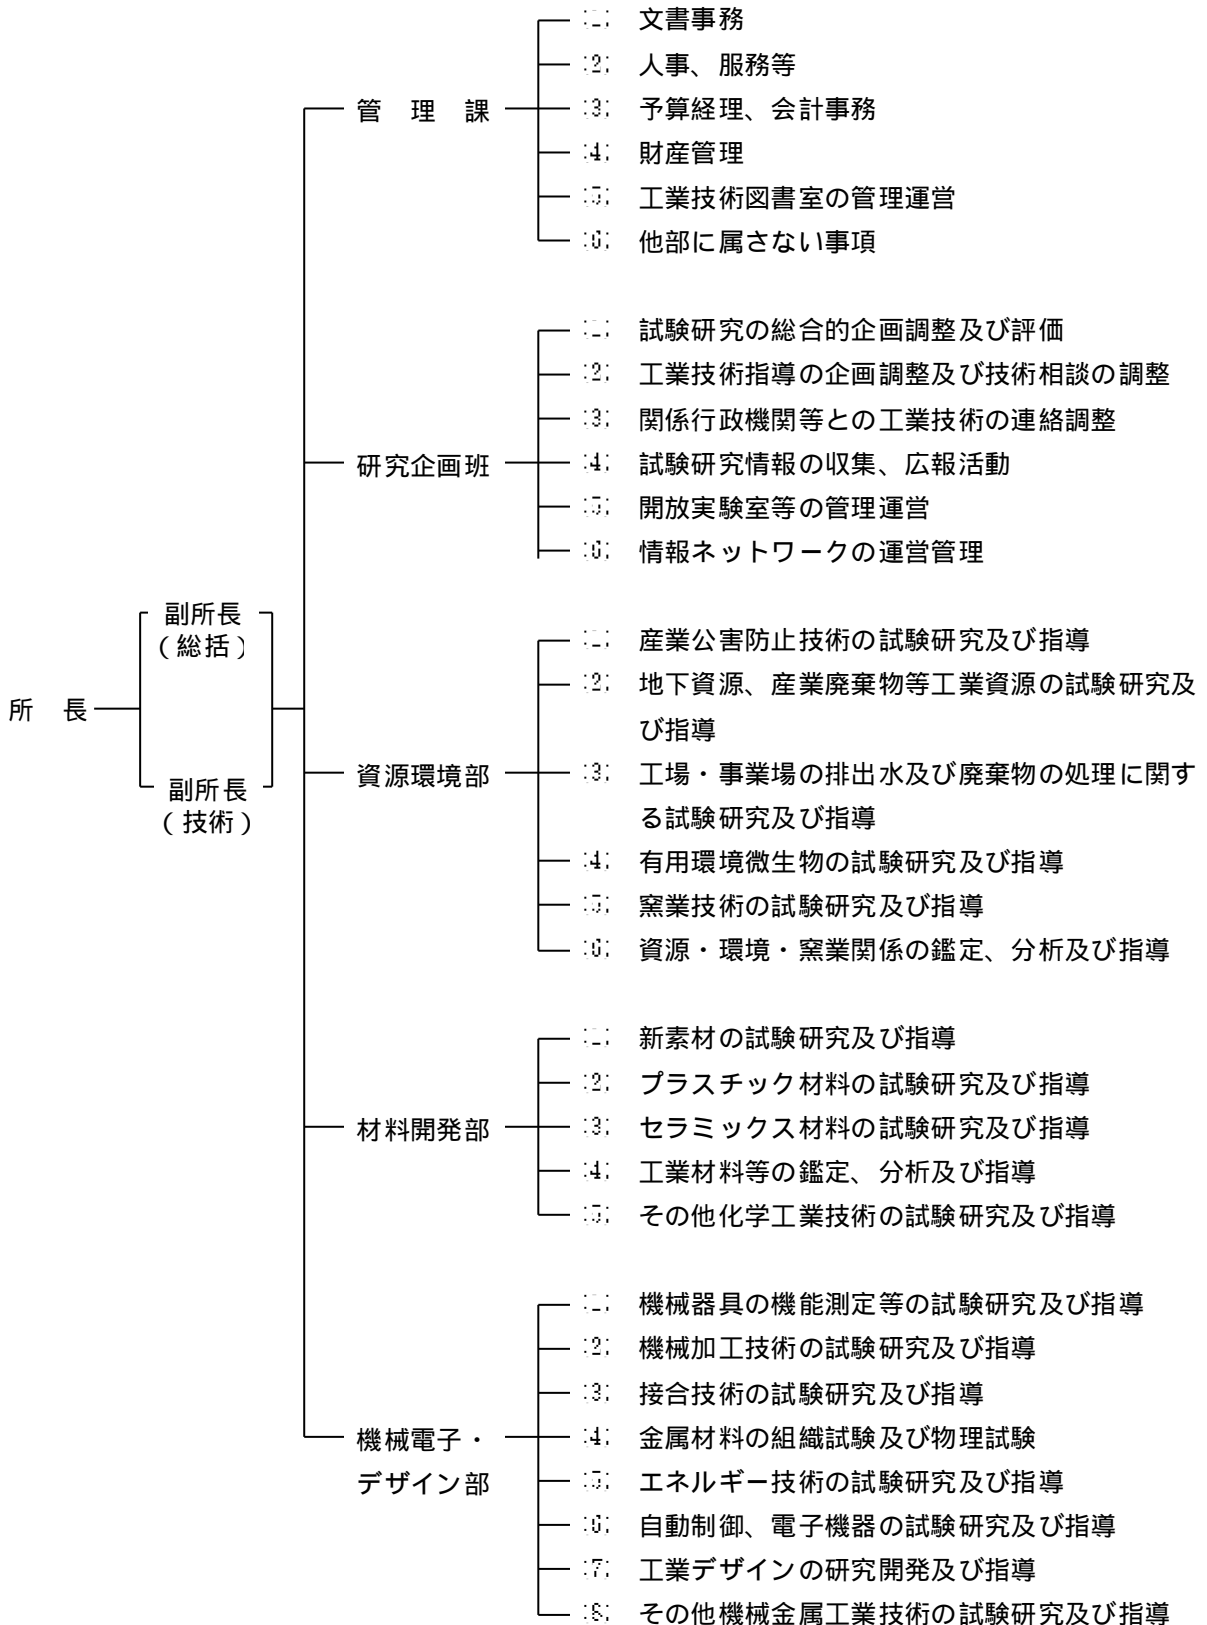 所　長
副所長
(総括)
副所長
(技術)
管　理　課
(1)　文書事務
(2)　人事、服務等
(3)　予算経理、会計事務
(4)　財産管理
(5)　工業技術図書室の管理運営
(6)　他部に属さない事項
研究企画班
(1)　試験研究の総合的企画調整及び評価
(2)　工業技術指導の企画調整及び技術相談の調整
(3)　関係行政機関等との工業技術の連絡調整
(4)　試験研究情報の収集、広報活動
(5)　開放実験室等の管理運営
(6)　情報ネットワークの運営管理
資源環境部
(1)　産業公害防止技術の試験研究及び指導
(2)　地下資源、産業廃棄物等工業資源の試験研究及
び指導
(3)　工場・事業場の排出水及び廃棄物の処理に関す
る試験研究及び指導
(4)　有用環境微生物の試験研究及び指導
(5)　窯業技術の試験研究及び指導
(6)　資源・環境・窯業関係の鑑定、分析及び指導
材料開発部
(1)　新素材の試験研究及び指導
(2)　プラスチック材料の試験研究及び指導
(3)　セラミックス材料の試験研究及び指導
(4)　工業材料等の鑑定、分析及び指導
(5)　その他化学工業技術の試験研究及び指導
機械電子・
デザイン部
(1)　機械器具の機能測定等の試験研究及び指導
(2)　機械加工技術の試験研究及び指導
(3)　接合技術の試験研究及び指導
(4)　金属材料の組織試験及び物理試験
(5)　エネルギー技術の試験研究及び指導
(6)　自動制御、電子機器の試験研究及び指導
(7)　工業デザインの研究開発及び指導
(8)　その他機械金属工業技術の試験研究及び指導